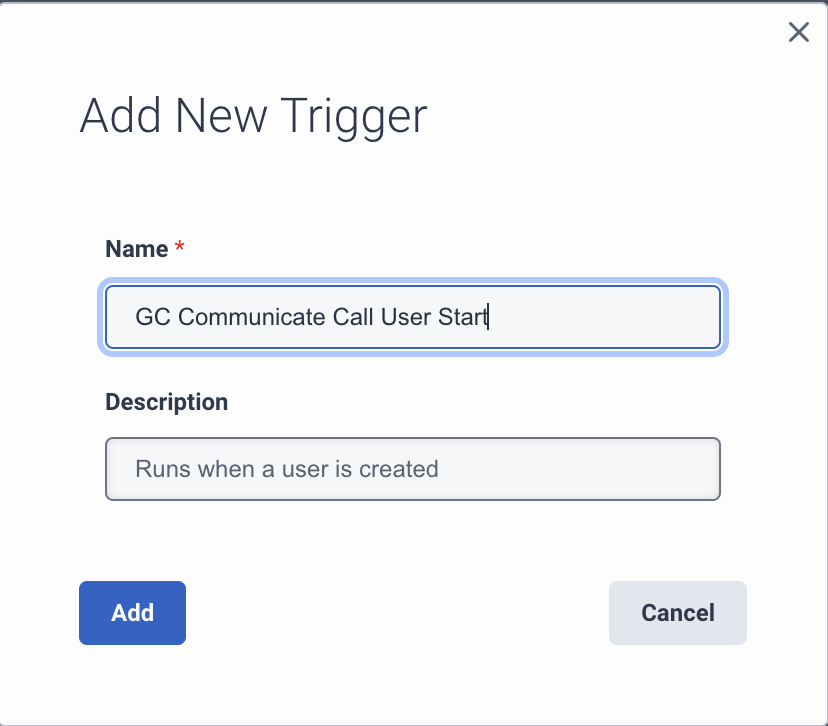 Add New Trigger
Name *
GC Communicate Call User Start
Description
Runs when a user is created
Add
Cancel